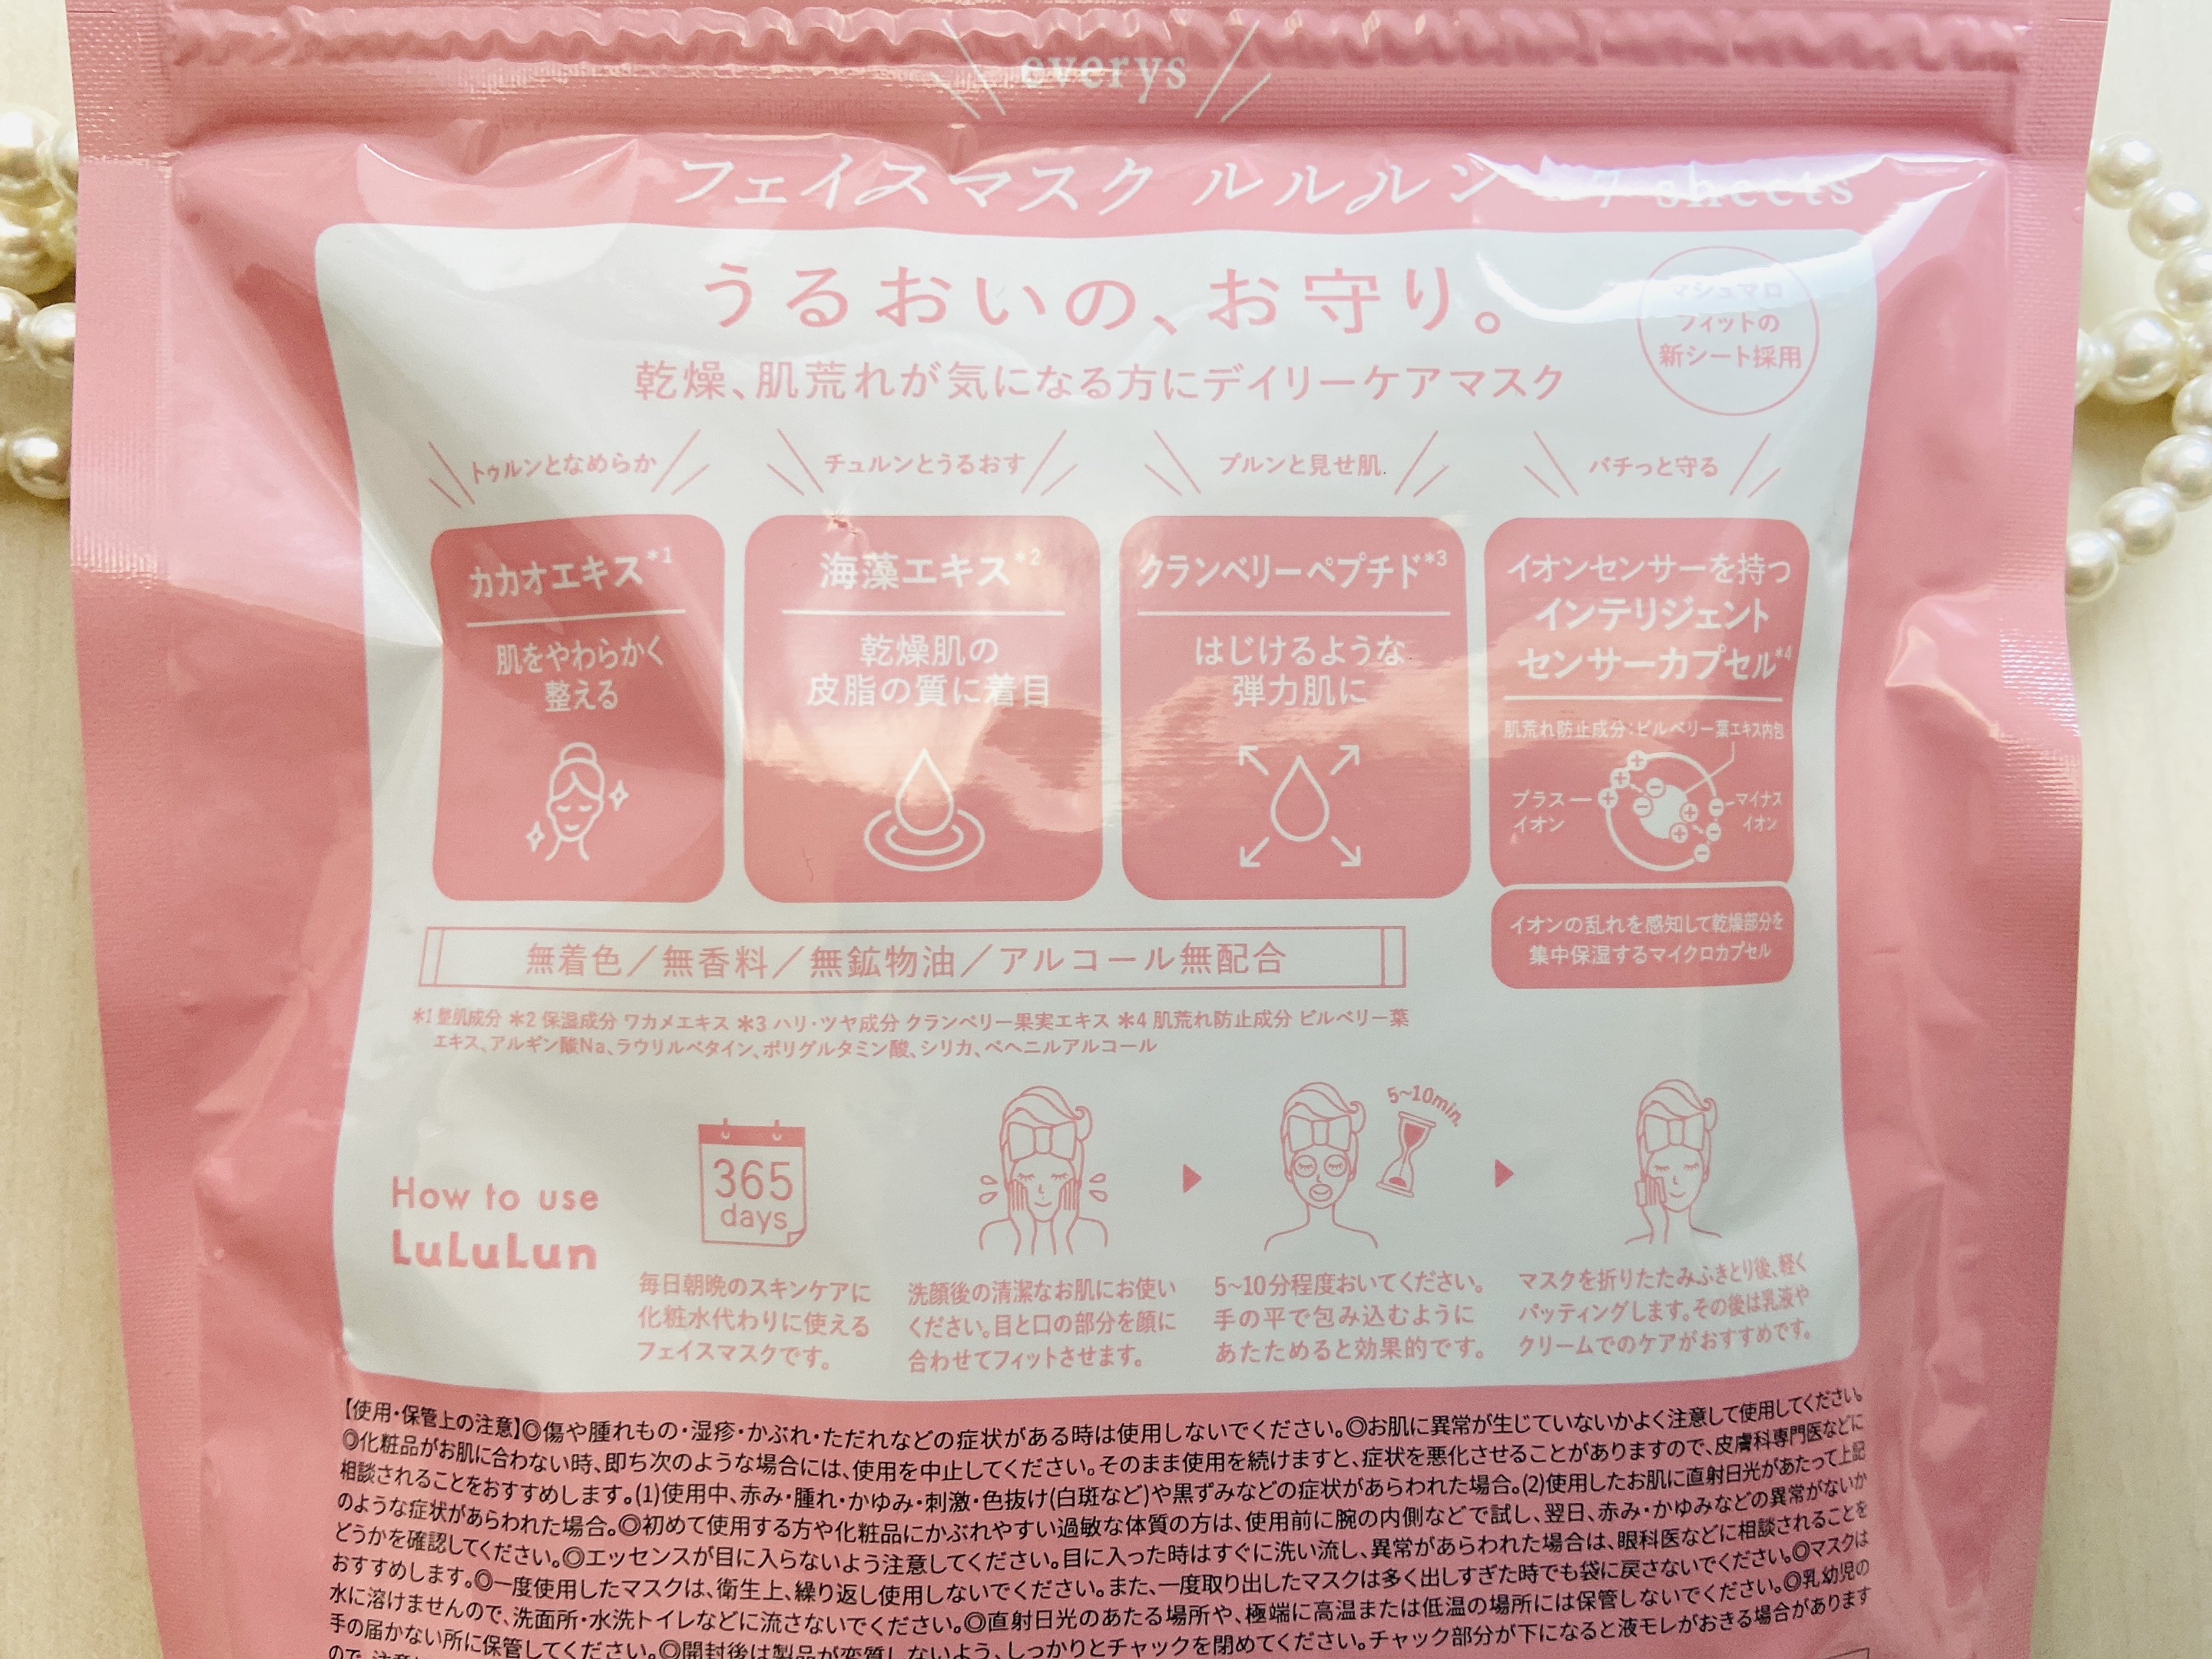 everys
フェイスマスク ルルルン 7 sheets
うるおいの、お守り。
乾燥、肌荒れが気になる方にデイリーケアマスク
マシュマロ
フィットの
新シート採用
トゥルンとなめらか
チュルンとうるおす
プルンと見せ肌
バチっと守る
カカオエキス*1
肌をやわらかく
整える
海藻エキス*2
乾燥肌の
皮脂の質に着目
クランベリーペプチド*3
はじけるような
弾力肌に
イオンセンサーを持つ
インテリジェント
センサーカプセル*4
肌荒れ防止成分:ビルベリー葉エキス内包
プラス
イオン
マイナス
イオン
イオンの乱れを感知して乾燥部分を
集中保湿するマイクロカプセル
無着色/無香料/無鉱物油/アルコール無配合
*1 整肌成分 *2 保湿成分 ワカメエキス *3 ハリ・ツヤ成分 クランベリー果実エキス *4 肌荒れ防止成分 ビルベリー葉
エキス、アルギン酸Na、ラウリルベタイン、ポリグルタミン酸、シリカ、ベヘニルアルコール
How to use
LuLuLun
365
days
5~10min.
毎日朝晩のスキンケアに
化粧水代わりに使える
フェイスマスクです。
洗顔後の清潔なお肌にお使い
ください。目と口の部分を顔に
合わせてフィットさせます。
5~10分程度おいてください。
手の平で包み込むように
あたためると効果的です。
マスクを折りたたみふきとり後、軽く
パッティングします。その後は乳液や
クリームでのケアがおすすめです。
【使用・保管上の注意】◎傷や腫れもの・湿疹・かぶれ・ただれなどの症状がある時は使用しないでください。◎お肌に異常が生じていないかよく注意して使用してください。
◎化粧品がお肌に合わない時、即ち次のような場合には、使用を中止してください。そのまま使用を続けますと、症状を悪化させることがありますので、皮膚科専門医などに
相談されることをおすすめします。(1)使用中、赤み・腫れ・かゆみ・刺激・色抜け(白斑など)や黒ずみなどの症状があらわれた場合。(2)使用したお肌に直射日光があたって上記
のような症状があらわれた場合。◎初めて使用する方や化粧品にかぶれやすい過敏な体質の方は、使用前に腕の内側などで試し、翌日、赤み・かゆみなどの異常がないか
どうかを確認してください。◎エッセンスが目に入らないよう注意してください。目に入った時はすぐに洗い流し、異常があらわれた場合は、眼科医などに相談されることを
おすすめします。◎一度使用したマスクは、衛生上、繰り返し使用しないでください。また、一度取り出したマスクは多く出しすぎた時でも袋に戻さないでください。◎マスクは
水に溶けませんので、洗面所・水洗トイレなどに流さないでください。◎直射日光のあたる場所や、極端に高温または低温の場所には保管しないでください。◎乳幼児の
手の届かない所に保管してください。◎開封後は製品が変質しないよう、しっかりとチャックを閉めてください。チャック部分が下になると液モレがおきる場合があります